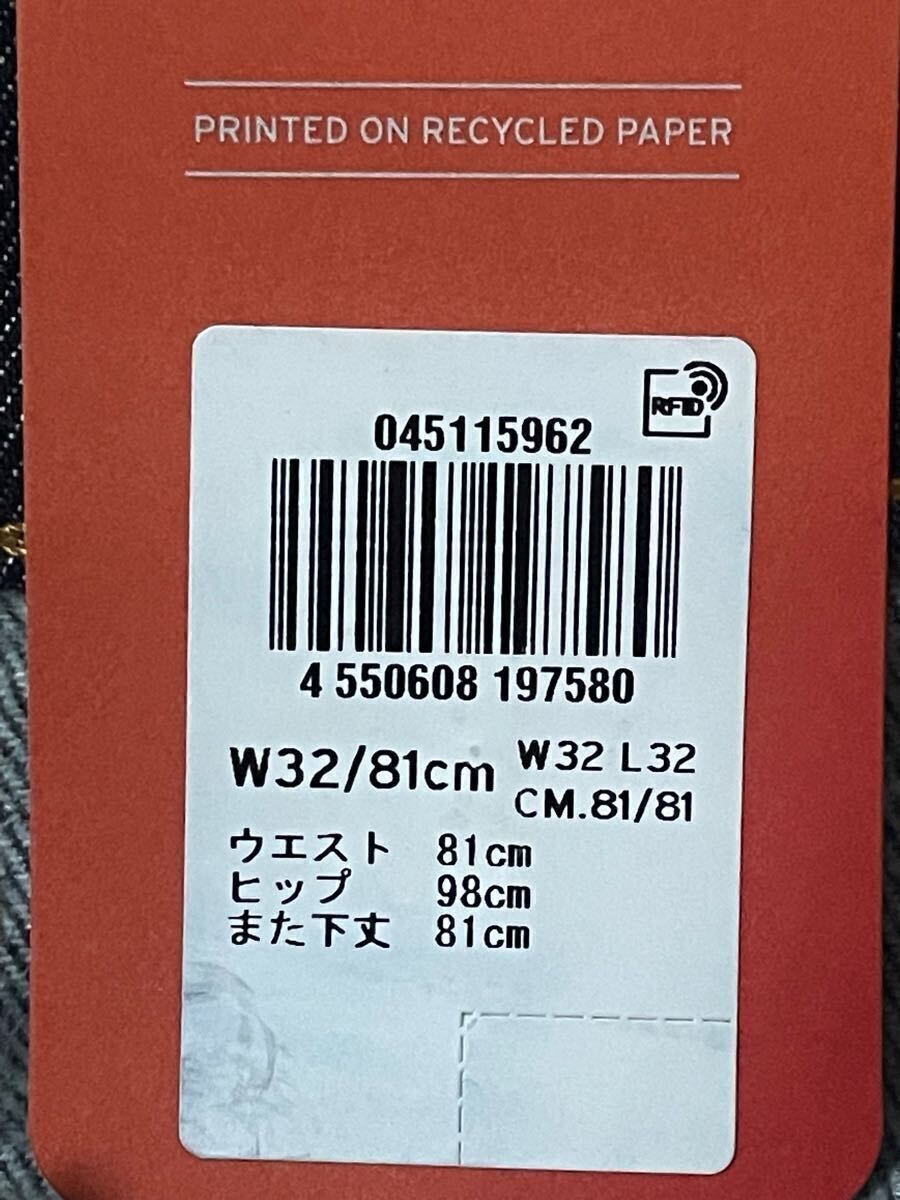 PRINTED ON RECYCLED PAPER
RFID
045115962
4 550608 197580
W32/81cm
W32 L32
CM.81/81
ウエスト 81cm
ヒップ 98cm
また下丈 81cm